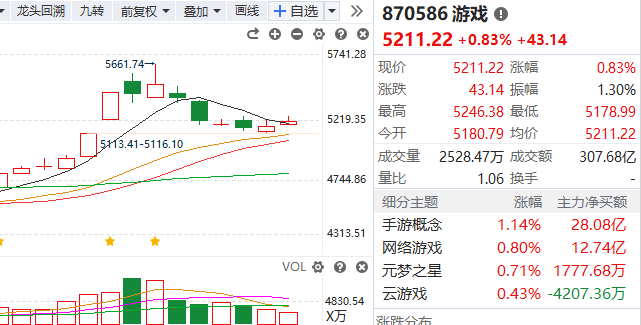 龙头回溯 九转 前复权 叠加 画线 +自选
5741.28
5661.74
5219.35
5113.41-5116.10
4744.86
4313.51
VOL
4830.54
X万
870586 游戏
5211.22 +0.83% +43.14
现价 5211.22 涨幅 0.83%
涨跌 43.14 振幅 1.30%
最高 5246.38 最低 5178.99
今开 5180.79 均价 5211.22
成交量 2528.47万 成交额 307.68亿
量比 1.06 换手 -
细分主题 涨幅 主力净买额
手游概念 1.14% 28.08亿
网络游戏 0.80% 12.74亿
元梦之星 0.71% 1777.68万
云游戏 0.43% -4207.36万
涨跌分布